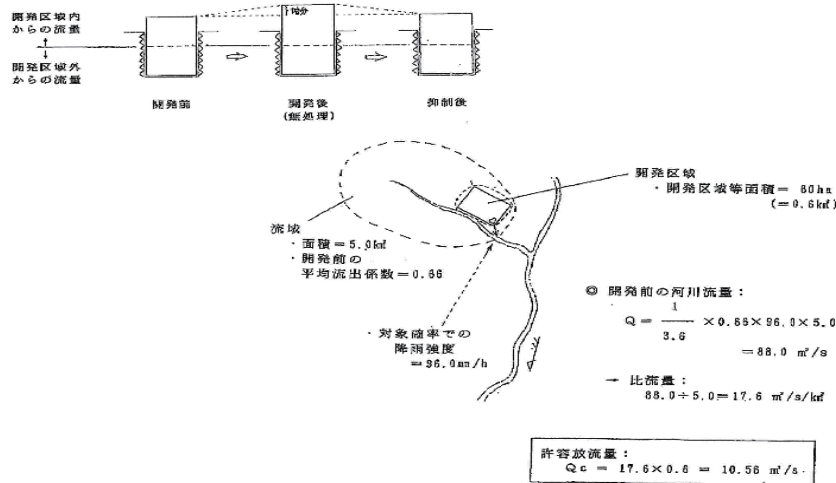 開発区域内
からの流量
開発区域外
からの流量
増分
開発前
開発後
(無処理)
抑制後
開発区域
・開発区域等面積= 60ha
(=0.6k㎡)
流域
・面積=5.0k㎡
・開発前の
平均流出係数=0.66
・対象確率での
降雨強度
=96.0mm/h
◎ 開発前の河川流量:
Q= 1/3.6 ×0.66×96.0×5.0
=88.0 ㎥/s
→ 比流量:
88.0÷5.0=17.6 ㎥/s/k㎡
許容放流量:
Qc = 17.6×0.6 = 10.56 ㎥/s